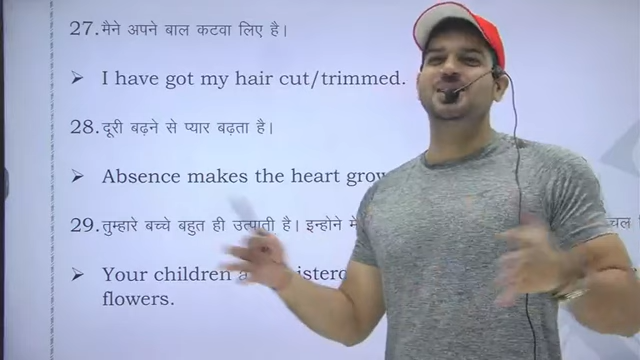 27. मैने अपने बाल कटवा लिए है।
➢ I have got my hair cut/trimmed.
28. दूरी बढ़ने से प्यार बढ़ता है।
➢ Absence makes the heart grow
29. तुम्हारे बच्चे बहुत ही उत्पाती है। इन्होने
➢ Your children
flowers.